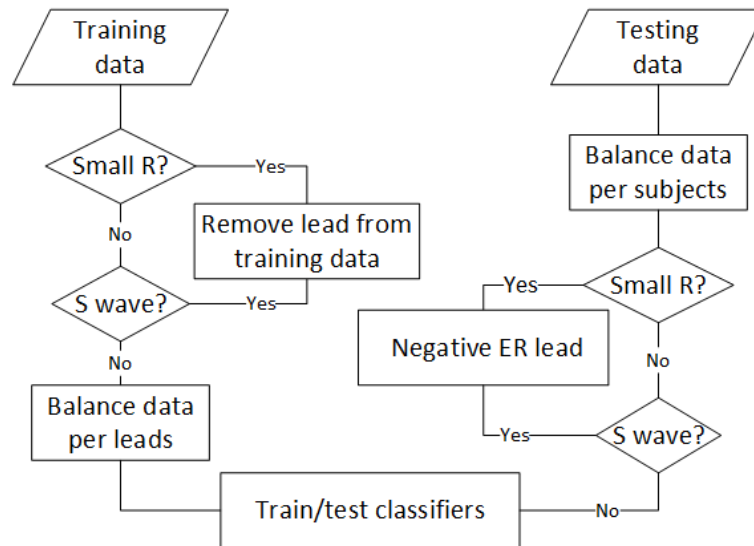 Training
data
Small R?
Yes
Remove lead from
training data
No
S wave?
Yes
No
Balance data
per leads
Testing
data
Balance data
per subjects
Small R?
Yes
Negative ER lead
No
S wave?
Yes
No
Train/test classifiers